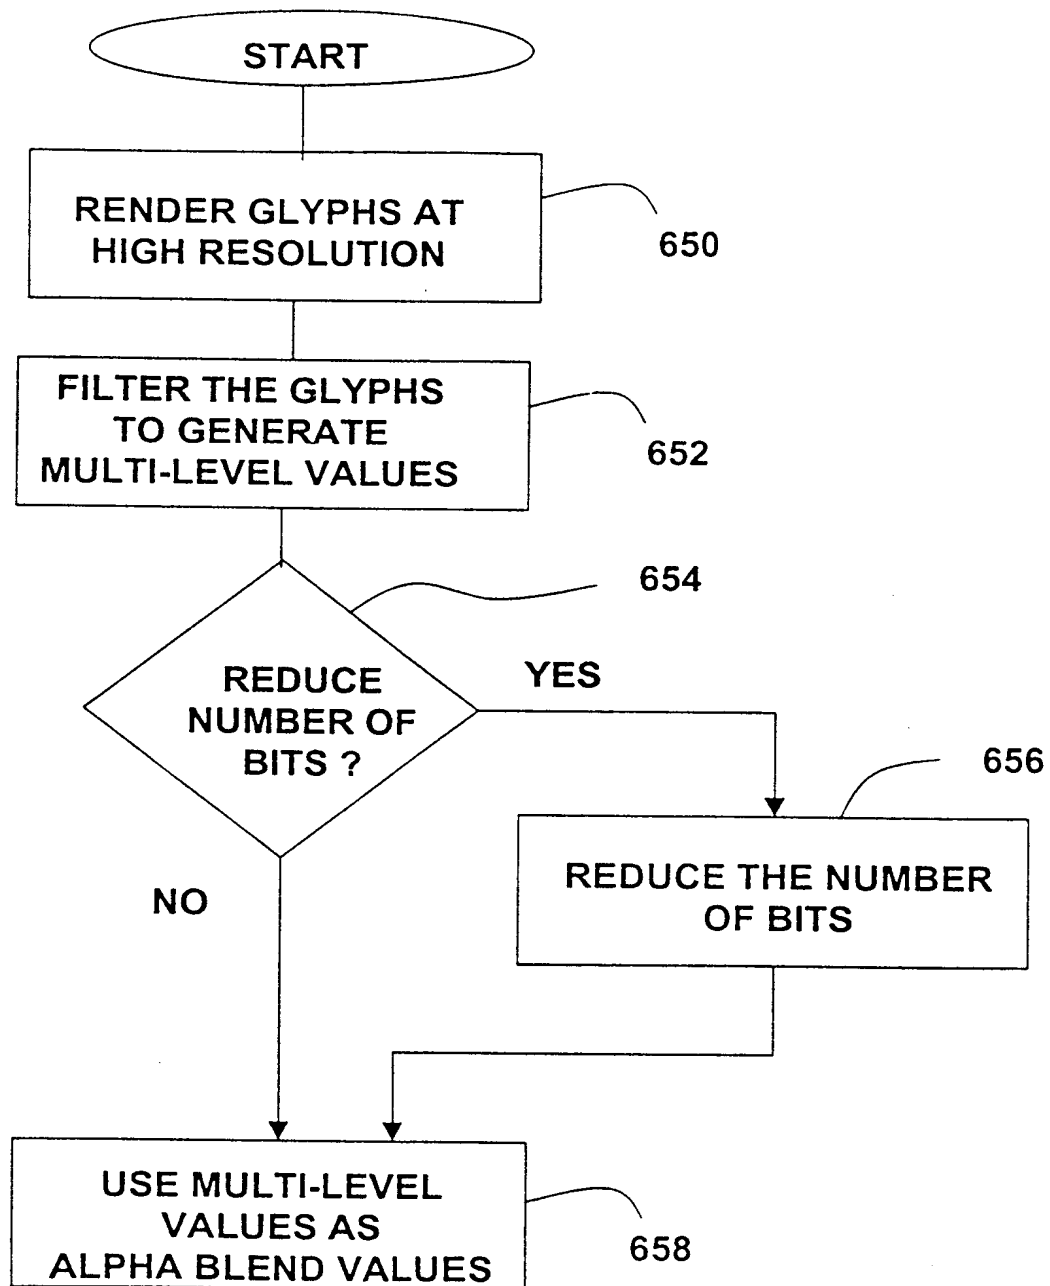 START
RENDER GLYPHS AT
HIGH RESOLUTION
650
FILTER THE GLYPHS
TO GENERATE
MULTI-LEVEL VALUES
652
654
REDUCE
NUMBER OF
BITS ?
YES
656
REDUCE THE NUMBER
OF BITS
NO
USE MULTI-LEVEL
VALUES AS
ALPHA BLEND VALUES
658